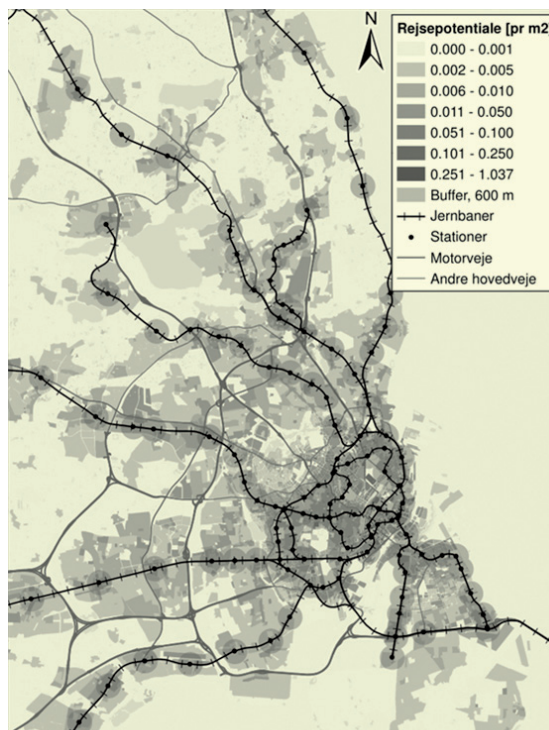 N
Rejsepotentiale [pr m2]
0.000 - 0.001
0.002 - 0.005
0.006 - 0.010
0.011 - 0.050
0.051 - 0.100
0.101 - 0.250
0.251 - 1.037
Buffer, 600 m
Jernbaner
Stationer
Motorveje
Andre hovedveje